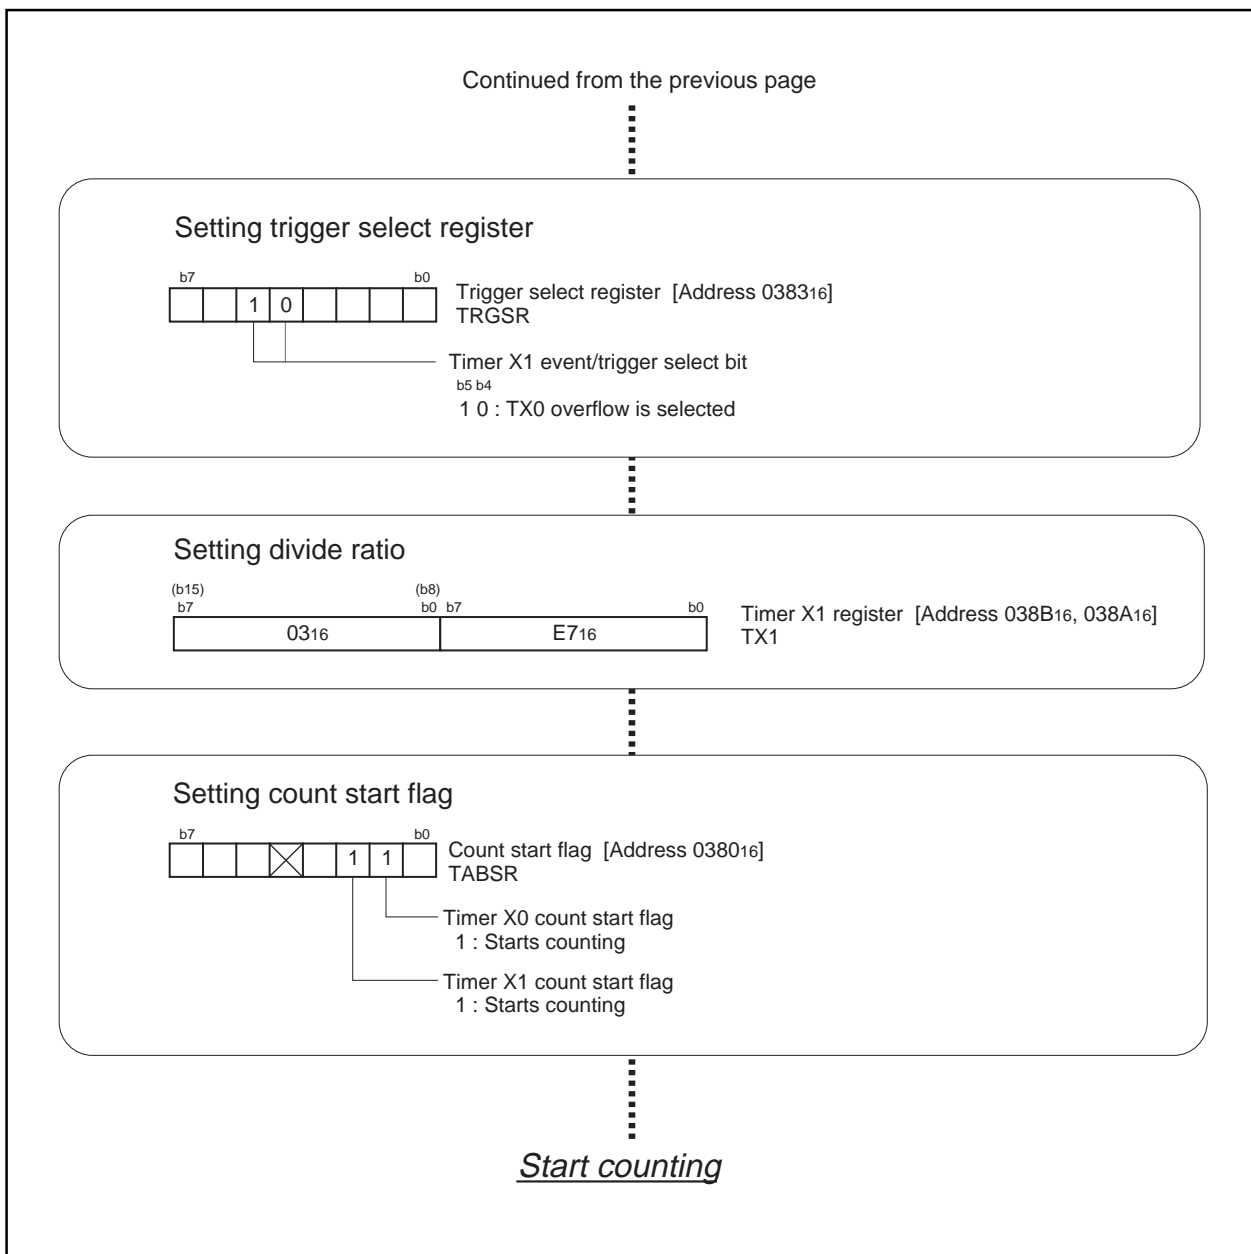 Continued from the previous page
Setting trigger select register
b7 b0
1 0
Trigger select register [Address 038316]
TRGSR
Timer X1 event/trigger select bit
b5 b4
1 0 : TX0 overflow is selected
Setting divide ratio
(b15) (b8)
b7 b0 b7 b0
0316 E716
Timer X1 register [Address 038B16, 038A16]
TX1
Setting count start flag
b7 b0
1 1
Count start flag [Address 038016]
TABSR
Timer X0 count start flag
1 : Starts counting
Timer X1 count start flag
1 : Starts counting
Start counting